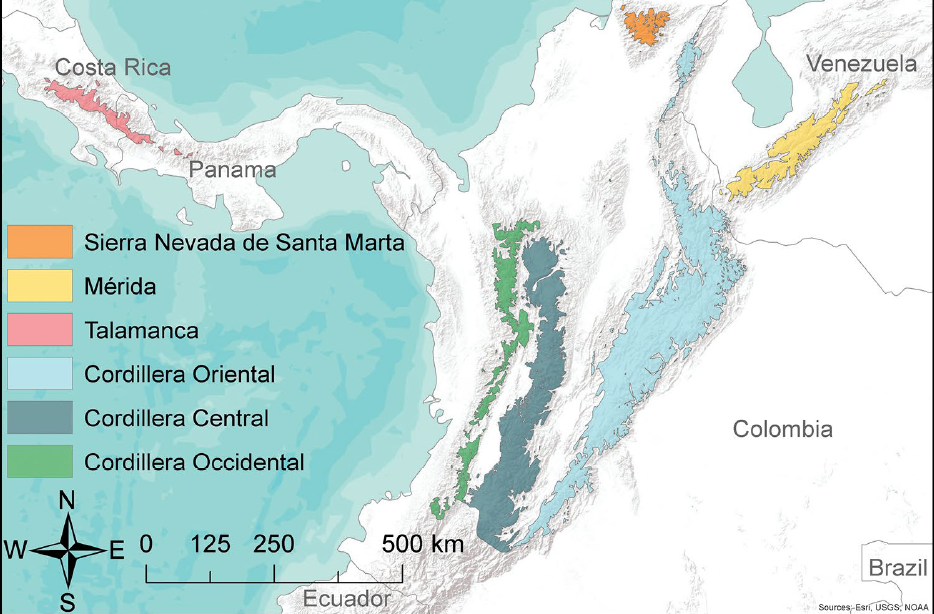 Costa Rica
Venezuela
Panama
Sierra Nevada de Santa Marta
Mérida
Talamanca
Cordillera Oriental
Cordillera Central
Cordillera Occidental
Colombia
N
W E
S
0 125 250 500 km
Ecuador
Brazil
Sources: Esri, USGS, NOAA